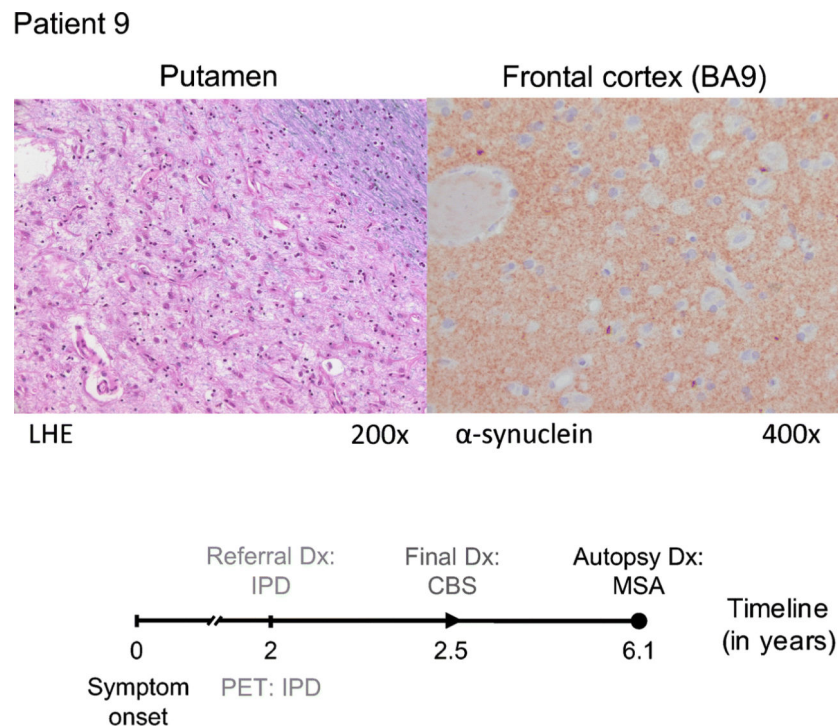 Patient 9
Putamen
Frontal cortex (BA9)
LHE
200x
α-synuclein
400x
Referral Dx:
IPD
Final Dx:
CBS
Autopsy Dx:
MSA
Timeline
(in years)
0
2
2.5
6.1
Symptom
onset
PET: IPD